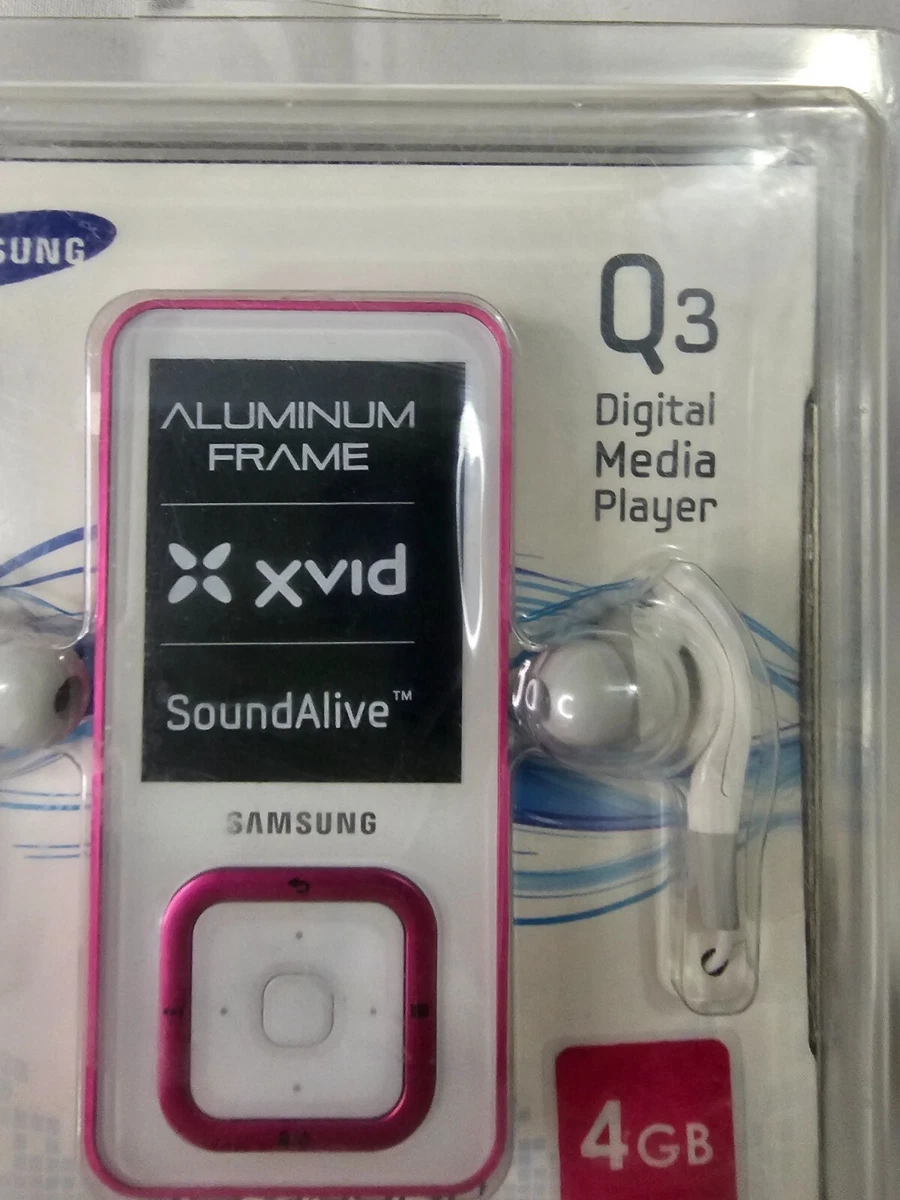 SUNG
Q3
Digital
Media
Player
ALUMINUM
FRAME
xvid
SoundAlive™
SAMSUNG
4GB